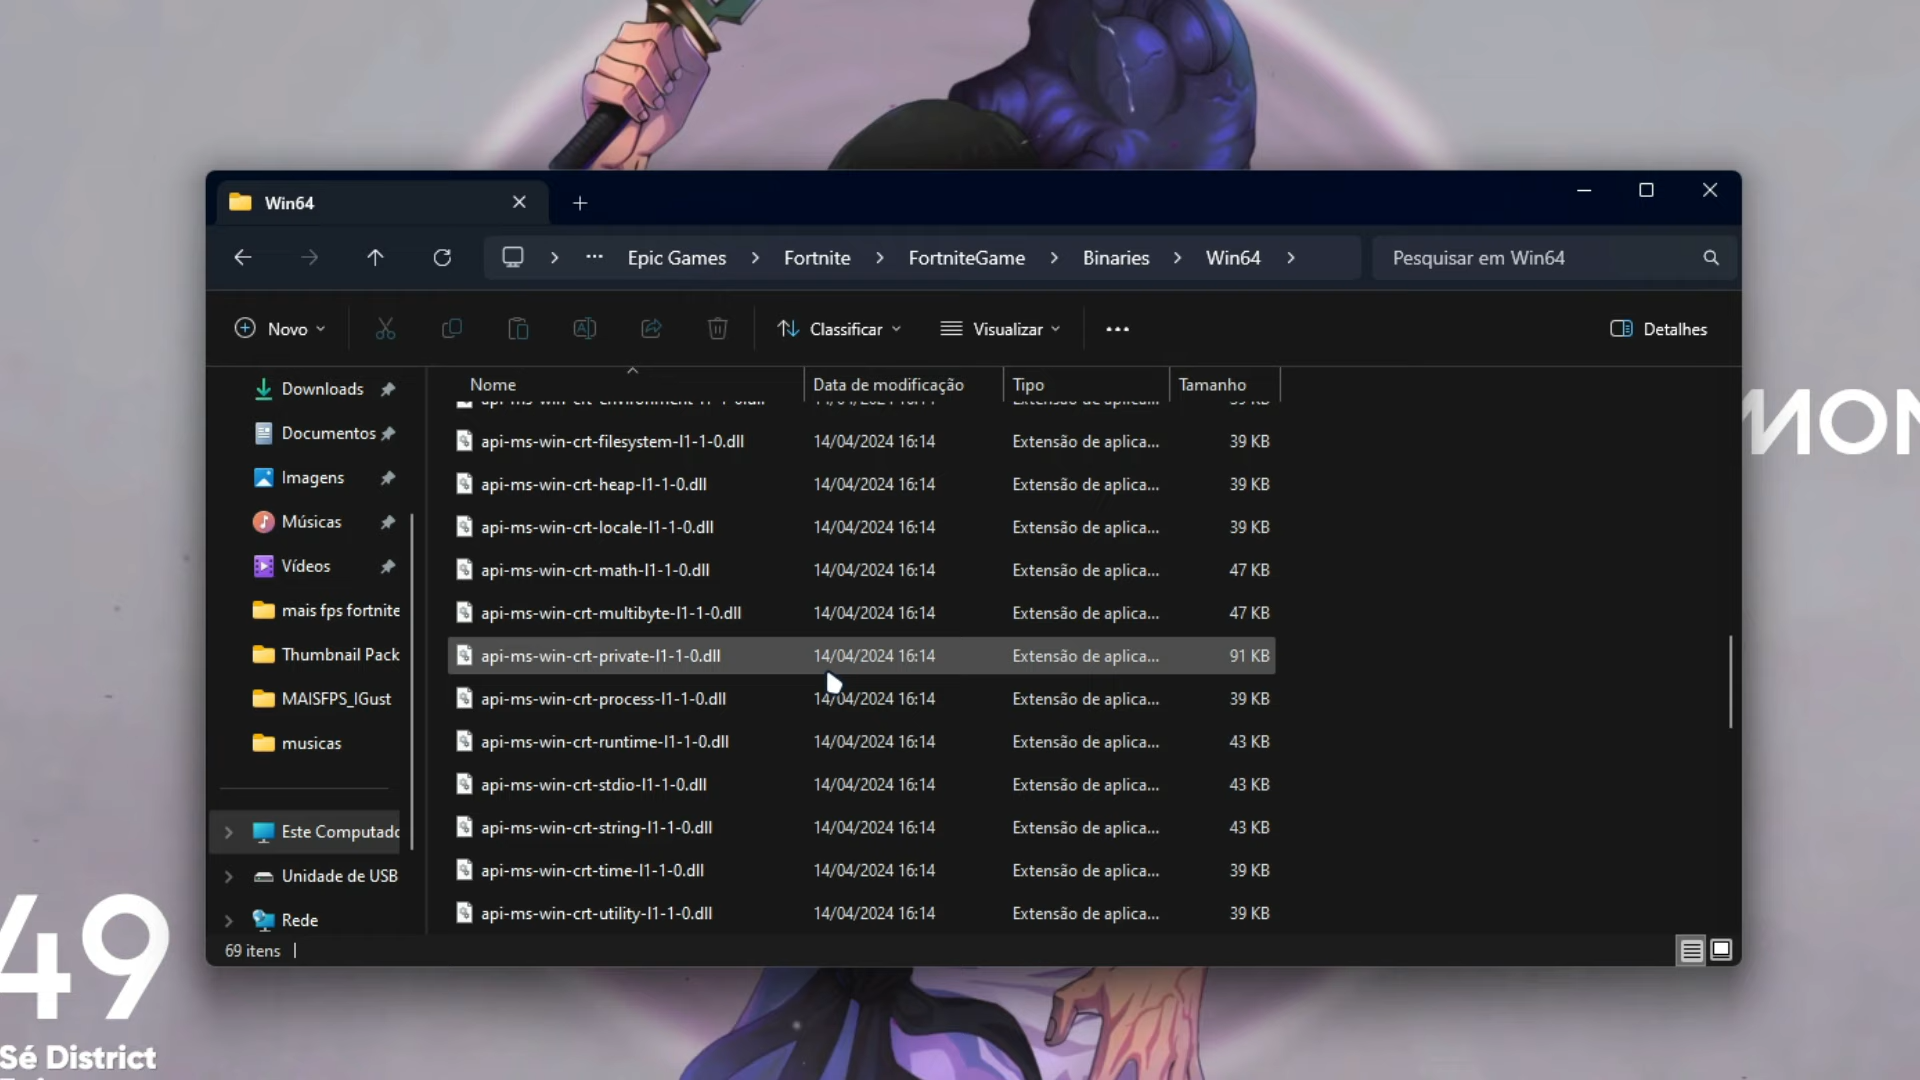 Win64
Epic Games > Fortnite > FortniteGame > Binaries > Win64 >
Pesquisar em Win64
Novo
Classificar
Visualizar
Detalhes
Nome Data de modificação Tipo Tamanho
api-ms-win-crt-filesystem-l1-1-0.dll 14/04/2024 16:14 Extensão de aplica... 39 KB
api-ms-win-crt-heap-l1-1-0.dll 14/04/2024 16:14 Extensão de aplica... 39 KB
api-ms-win-crt-locale-l1-1-0.dll 14/04/2024 16:14 Extensão de aplica... 39 KB
api-ms-win-crt-math-l1-1-0.dll 14/04/2024 16:14 Extensão de aplica... 47 KB
api-ms-win-crt-multibyte-l1-1-0.dll 14/04/2024 16:14 Extensão de aplica... 47 KB
api-ms-win-crt-private-l1-1-0.dll 14/04/2024 16:14 Extensão de aplica... 91 KB
api-ms-win-crt-process-l1-1-0.dll 14/04/2024 16:14 Extensão de aplica... 39 KB
api-ms-win-crt-runtime-l1-1-0.dll 14/04/2024 16:14 Extensão de aplica... 43 KB
api-ms-win-crt-stdio-l1-1-0.dll 14/04/2024 16:14 Extensão de aplica... 43 KB
api-ms-win-crt-string-l1-1-0.dll 14/04/2024 16:14 Extensão de aplica... 43 KB
api-ms-win-crt-time-l1-1-0.dll 14/04/2024 16:14 Extensão de aplica... 39 KB
api-ms-win-crt-utility-l1-1-0.dll 14/04/2024 16:14 Extensão de aplica... 39 KB
Downloads
Documentos
Imagens
Músicas
Vídeos
mais fps fortnite
Thumbnail Pack
MAISFPS_IGust
musicas
Este Computado
Unidade de USB
Rede
69 itens
MON
49
Sé District